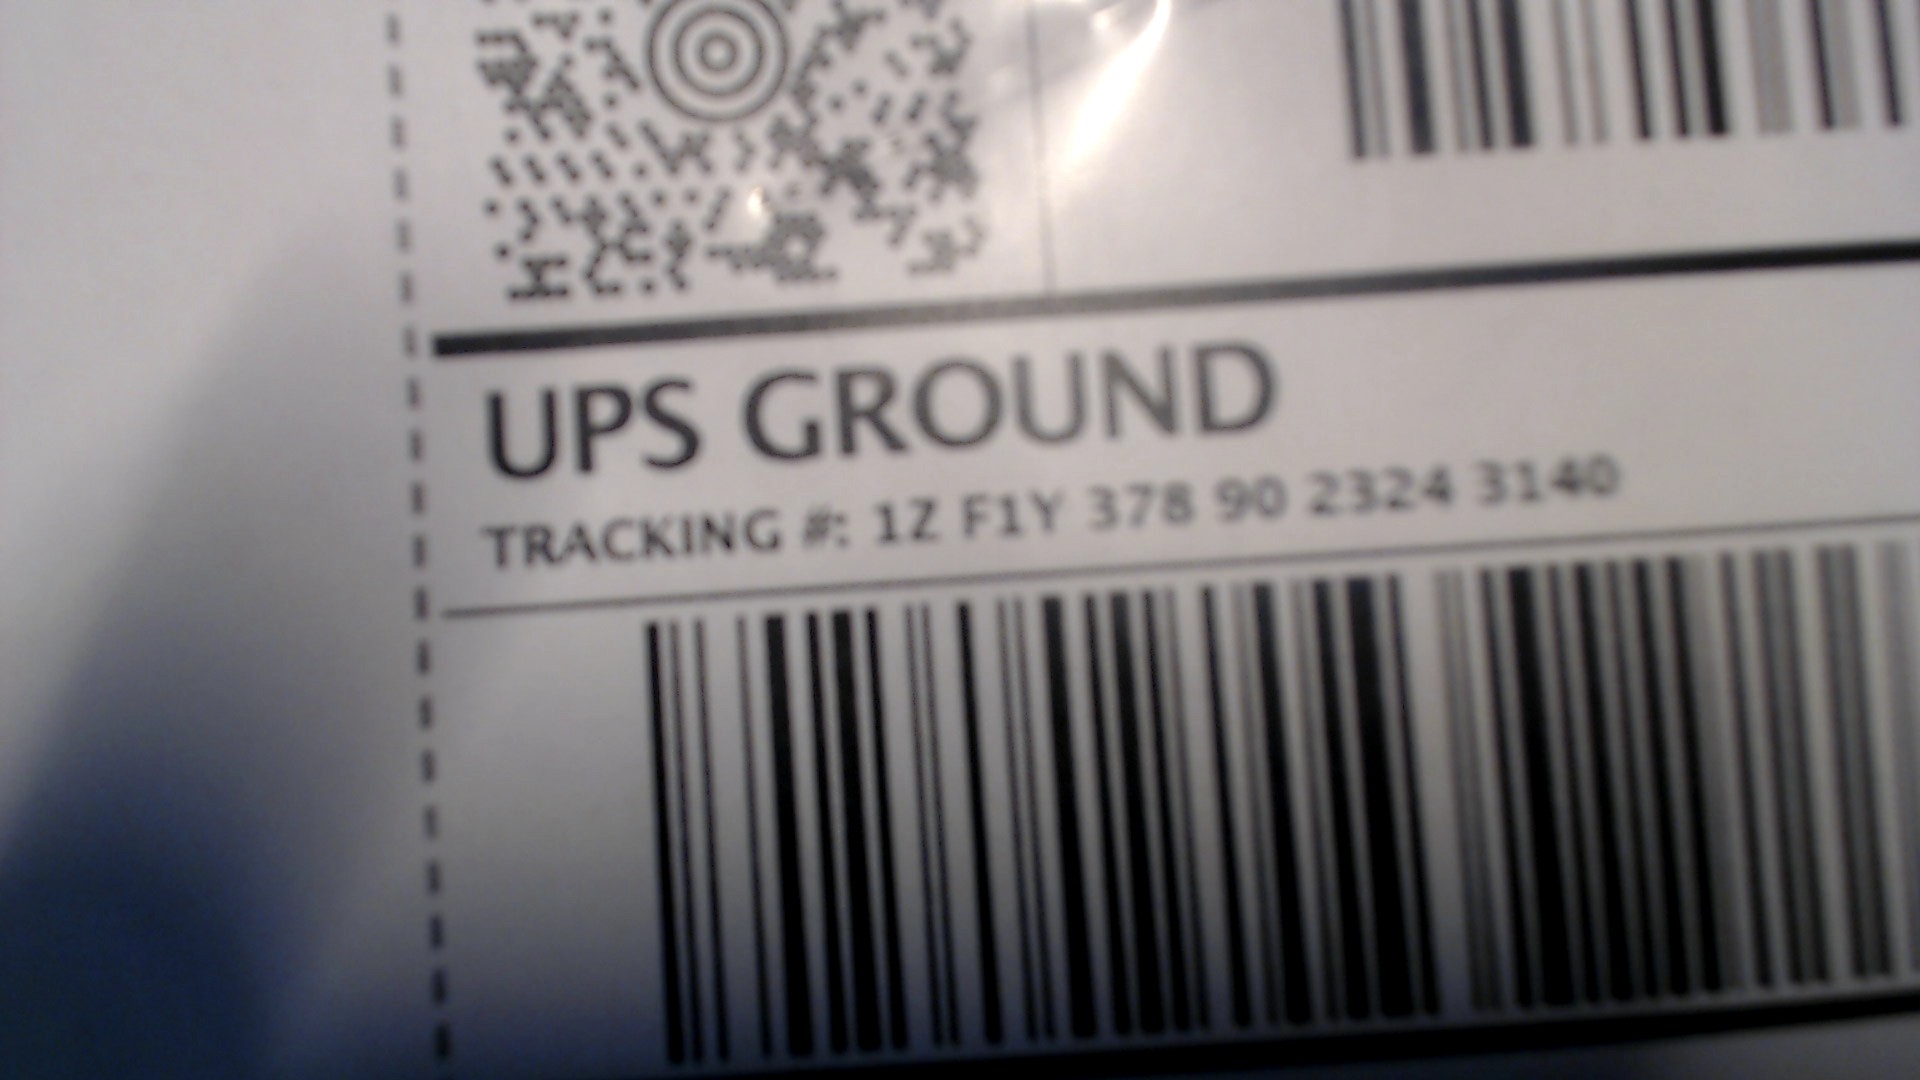 UPS GROUND
TRACKING #: 1Z F1Y 378 90 2324 3140